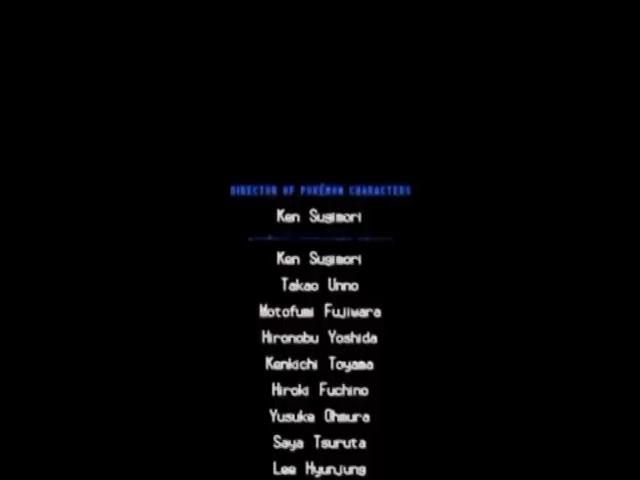 DIRECTOR OF POKÉMON CHARACTERS
Ken Sugimori
Ken Sugimori
Takao Unno
Motofumi Fujiwara
Hironobu Yoshida
Kenkichi Toyama
Hiroki Fuchino
Yusuke Ohmura
Saya Tsuruta
Lee Hyunjung